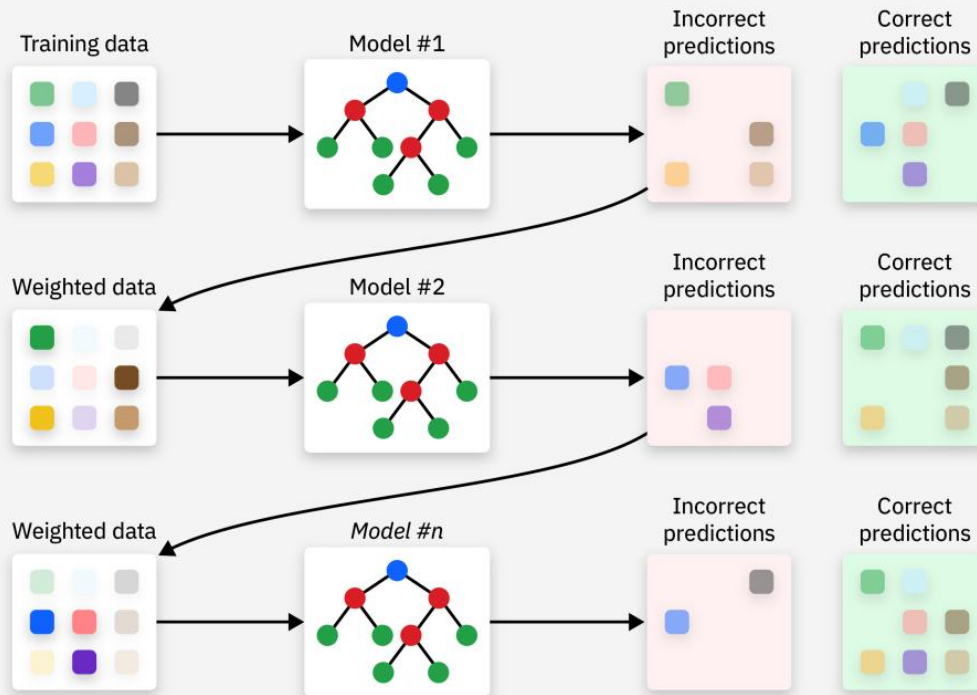 Training data
Model #1
Incorrect
predictions
Correct
predictions
Weighted data
Model #2
Incorrect
predictions
Correct
predictions
Weighted data
Model #n
Incorrect
predictions
Correct
predictions